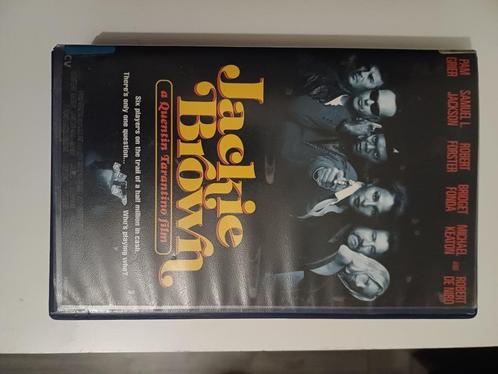 PAM GRIER
SAMUEL L. JACKSON
ROBERT FORSTER
BRIDGET FONDA
MICHAEL KEATON
AND
ROBERT DE NIRO
Jackie
Brown
a Quentin Tarantino film
Six players on the trail of a half million in cash.
There's only one question... Who's playing who?
CV